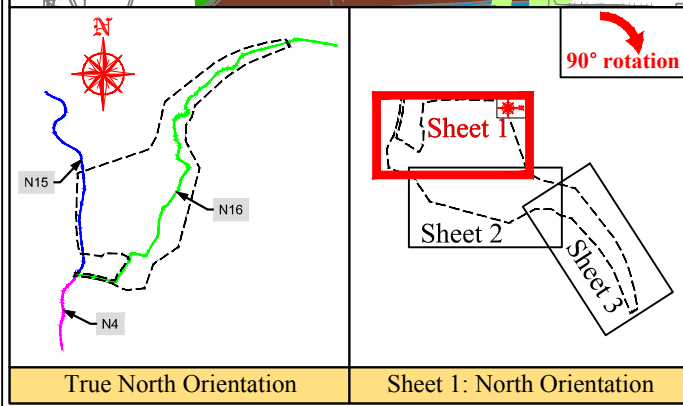 N
N15
N16
N4
True North Orientation
90° rotation
Sheet 1
Sheet 2
Sheet 3
Sheet 1: North Orientation